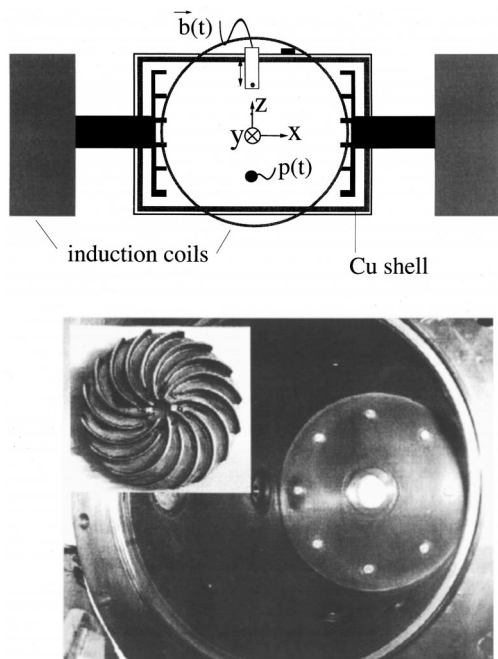 b(t)
z
y
x
p(t)
induction coils
Cu shell